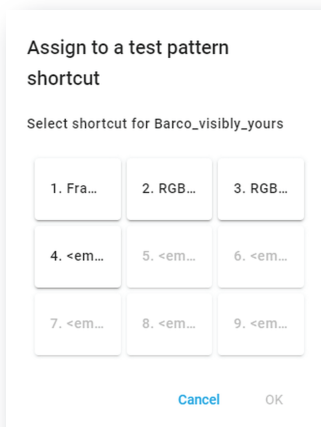 Assign to a test pattern
shortcut
Select shortcut for Barco_visibly_yours
1. Fra...
2. RGB...
3. RGB...
4. <em...
5. <em...
6. <em...
7. <em...
8. <em...
9. <em...
Cancel
OK